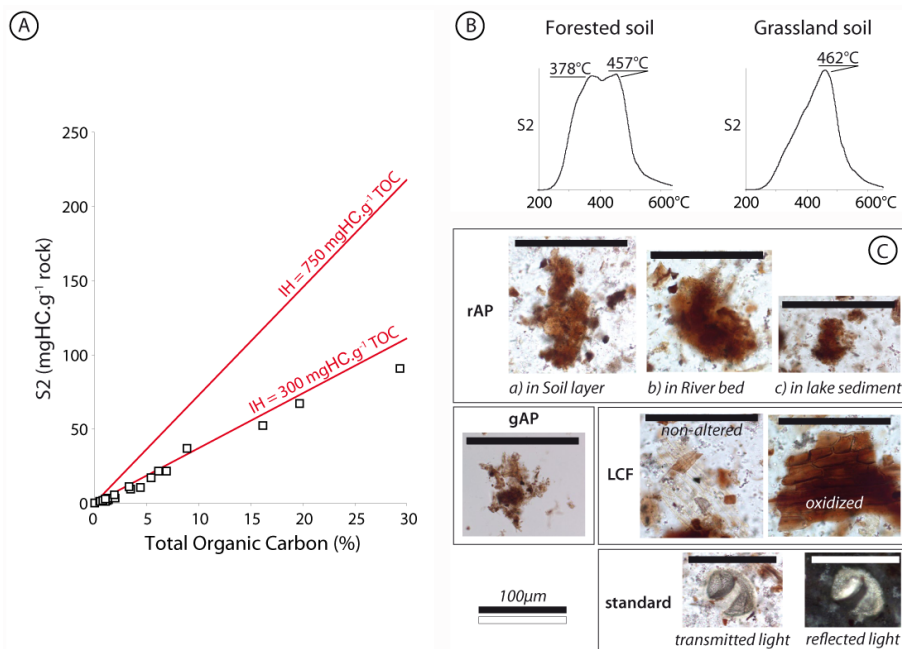 A
S2 (mgHC.g⁻¹ rock)
250
200
150
100
50
0
0
5
10
15
20
25
30
Total Organic Carbon (%)
IH = 750 mgHC.g⁻¹ TOC
IH = 300 mgHC.g⁻¹ TOC
B
Forested soil
378°C
457°C
S2
200
400
600°C
Grassland soil
462°C
S2
200
400
600°C
C
rAP
a) in Soil layer
b) in River bed
c) in lake sediment
gAP
LCF
non-altered
oxidized
100µm
standard
transmitted light
reflected light